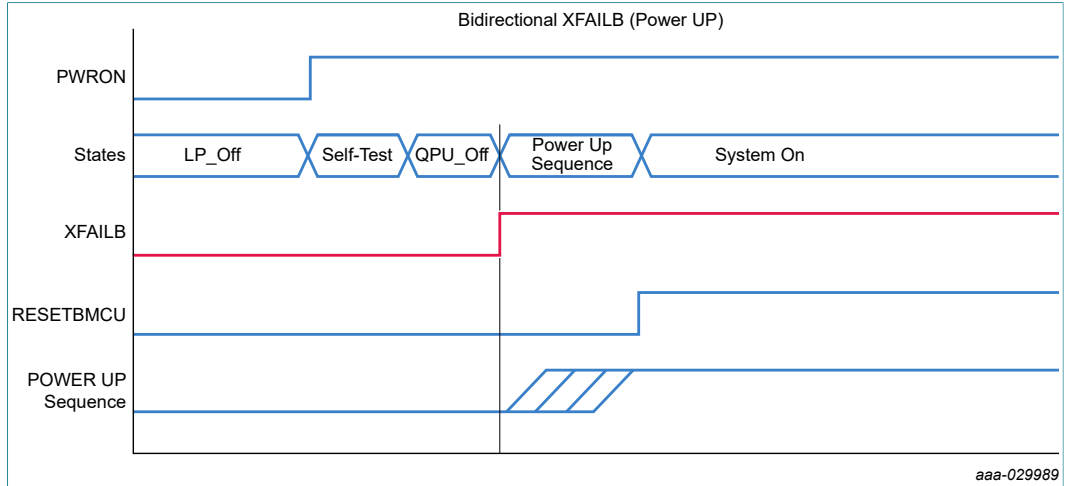 Bidirectional XFAILB (Power UP)
PWRON
States
LP_Off
Self-Test
QPU_Off
Power Up
Sequence
System On
XFAILB
RESETBMCU
POWER UP
Sequence
aaa-029989